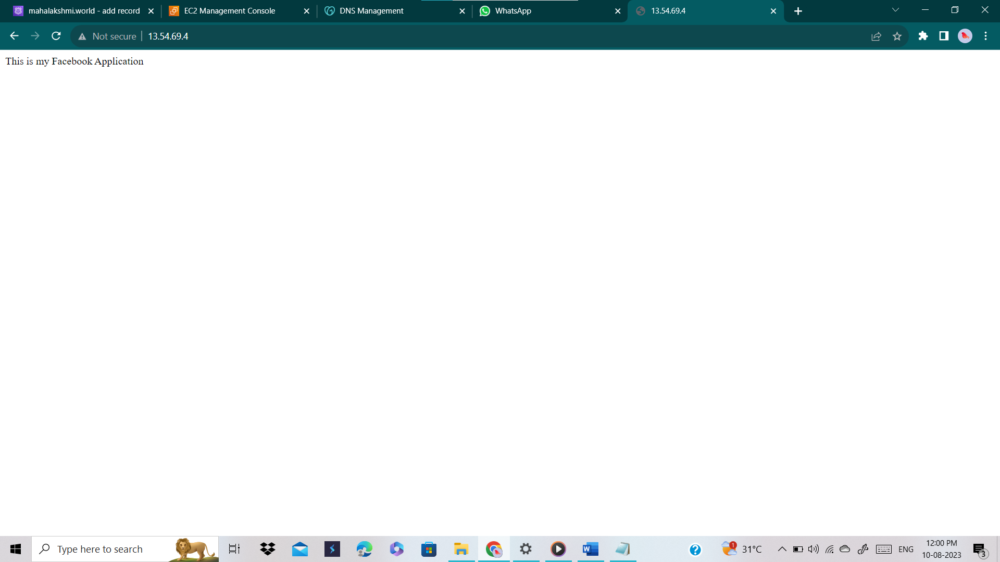 mahalakshmi.world - add record
EC2 Management Console
DNS Management
WhatsApp
13.54.69.4
Not secure
13.54.69.4
This is my Facebook Application
Type here to search
1
31°C
ENG
12:00 PM
10-08-2023
3